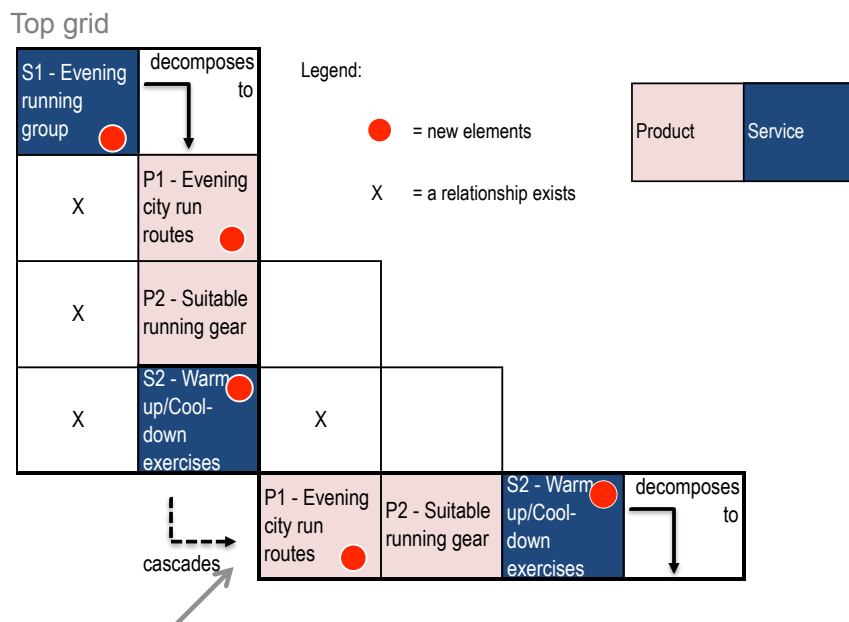 Top grid
S1 - Evening
running
group
decomposes
to
Legend:
= new elements
Product
Service
X
P1 - Evening
city run
routes
X
= a relationship exists
X
P2 - Suitable
running gear
X
S2 - Warm
up/Cool-
down
exercises
X
P1 - Evening
city run
routes
P2 - Suitable
running gear
S2 - Warm
up/Cool-
down
exercises
decomposes
to
cascades